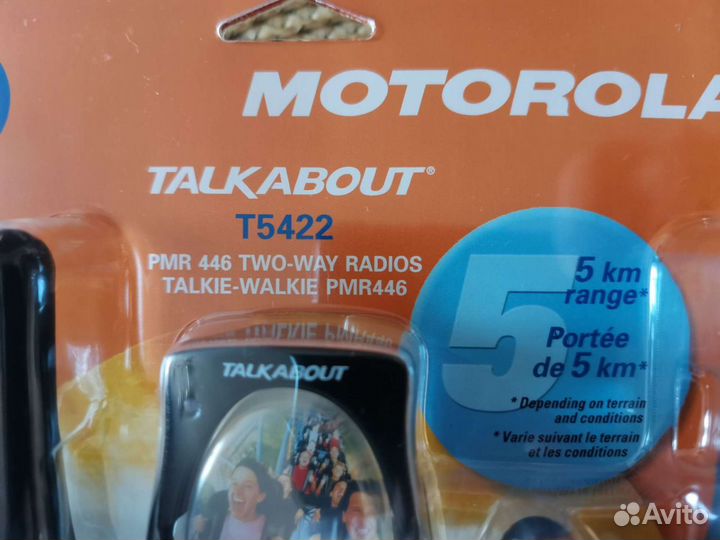 MOTOROLA
TALKABOUT®
T5422
PMR 446 TWO-WAY RADIOS
TALKIE-WALKIE PMR446
5
5 km
range*
Portée
de 5 km*
* Depending on terrain
and conditions
* Varie suivant le terrain
et les conditions
TALKABOUT
Avito